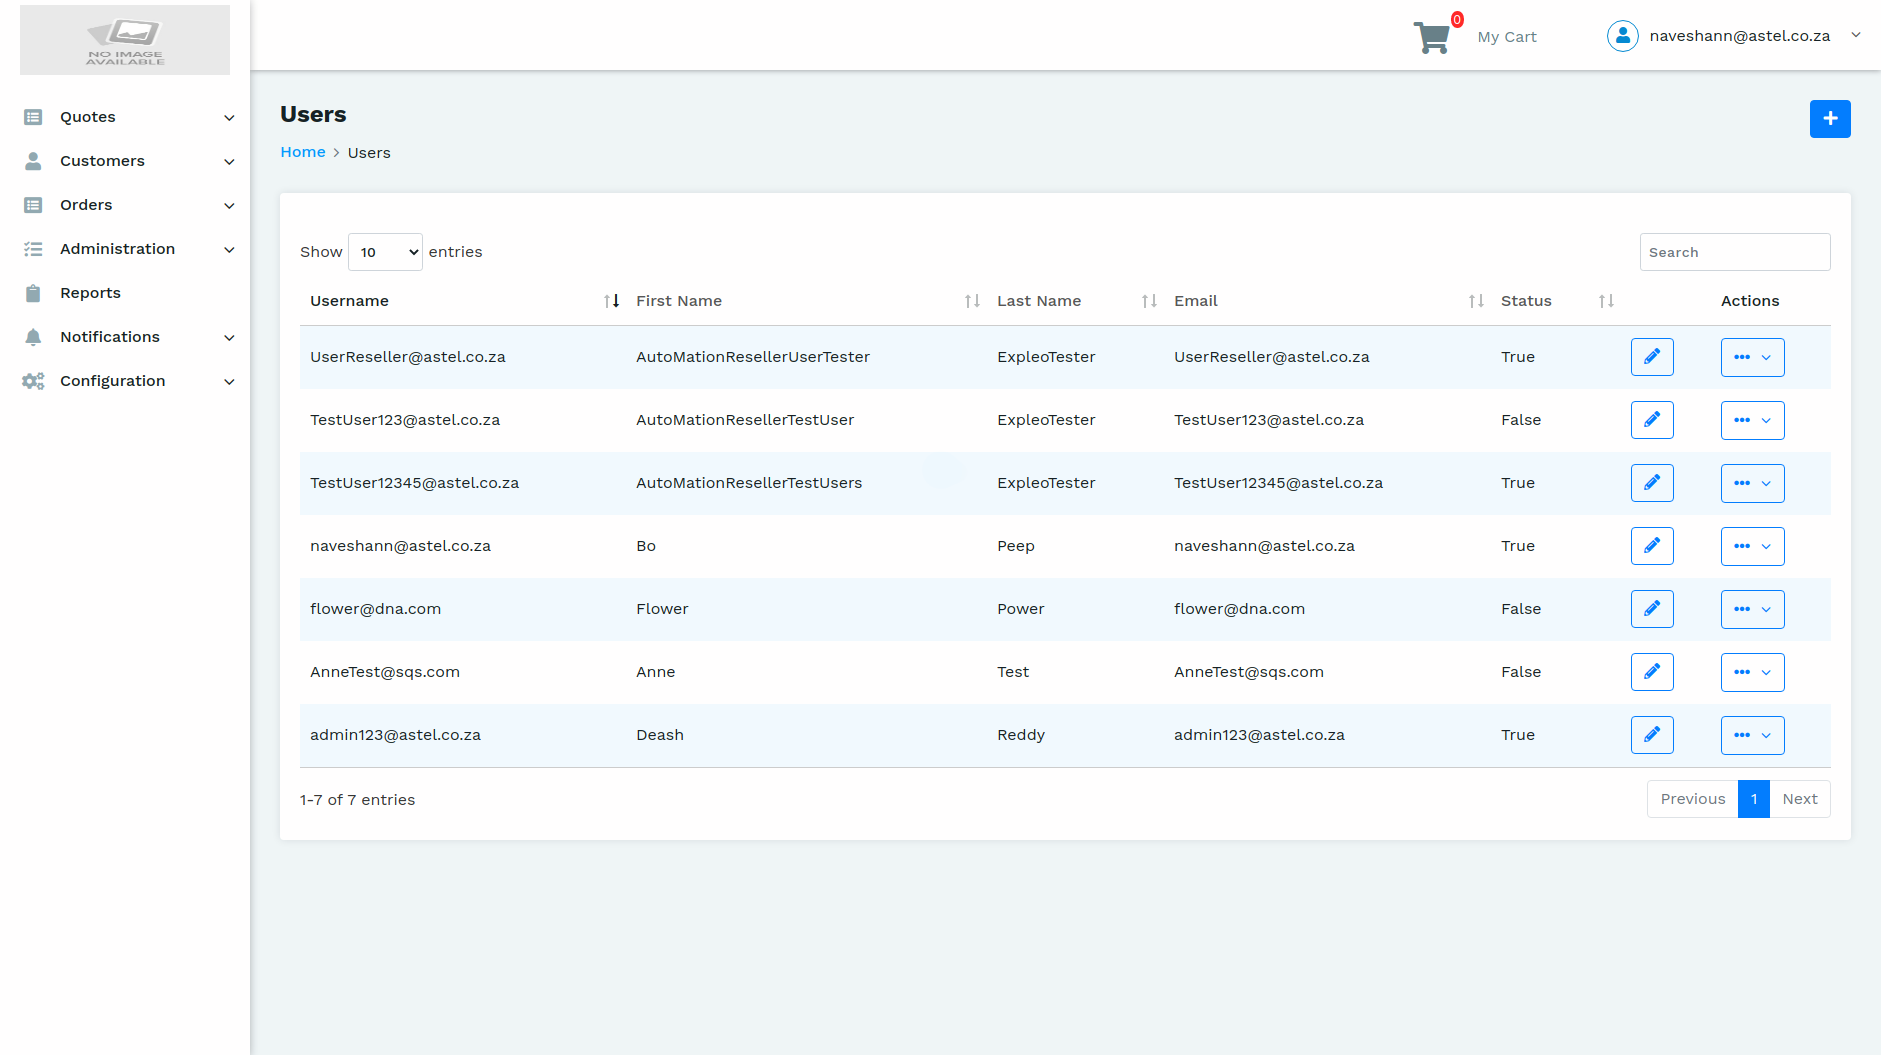 NO IMAGE
AVAILABLE
0
My Cart
naveshann@astel.co.za
Quotes
Customers
Orders
Administration
Reports
Notifications
Configuration
Users
Home > Users
Show 10 entries
Search
Username First Name Last Name Email Status Actions
UserReseller@astel.co.za AutoMationResellerUserTester ExpleoTester UserReseller@astel.co.za True
TestUser123@astel.co.za AutoMationResellerTestUser ExpleoTester TestUser123@astel.co.za False
TestUser12345@astel.co.za AutoMationResellerTestUsers ExpleoTester TestUser12345@astel.co.za True
naveshann@astel.co.za Bo Peep naveshann@astel.co.za True
flower@dna.com Flower Power flower@dna.com False
AnneTest@sqs.com Anne Test AnneTest@sqs.com False
admin123@astel.co.za Deash Reddy admin123@astel.co.za True
1-7 of 7 entries
Previous 1 Next